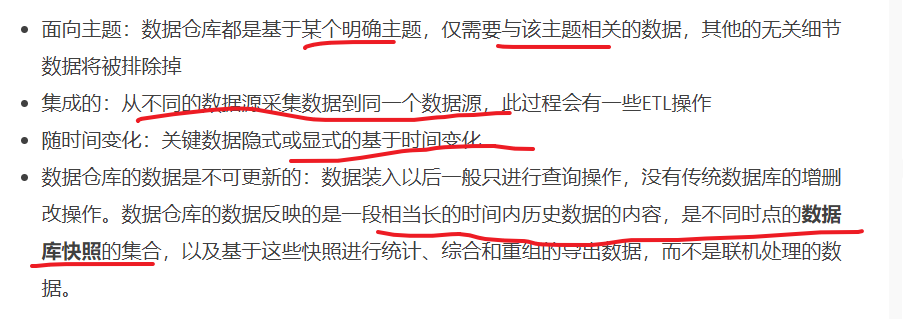 面向主题：数据仓库都是基于某个明确主题，仅需要与该主题相关的数据，其他的无关细节
数据将被排除掉
集成的：从不同的数据源采集数据到同一个数据源，此过程会有一些ETL操作
随时间变化：关键数据隐式或显式的基于时间变化
数据仓库的数据是不可更新的：数据装入以后一般只进行查询操作，没有传统数据库的增删
改操作。数据仓库的数据反映的是一段相当长的时间内历史数据的内容，是不同时点的数据
库快照的集合，以及基于这些快照进行统计、综合和重组的导出数据，而不是联机处理的数
据。